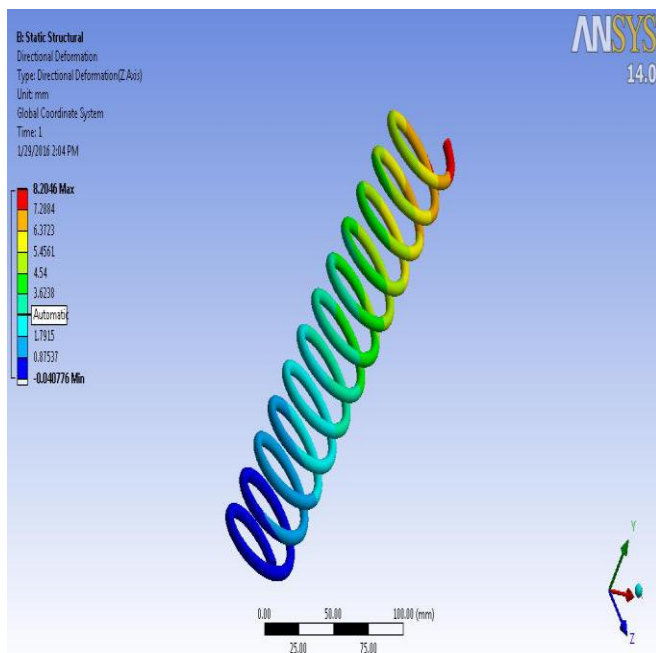 B: Static Structural
Directional Deformation
Type: Directional Deformation(Z Axis)
Unit: mm
Global Coordinate System
Time: 1
1/29/2016 2:04 PM
ANSYS
14.0
8.2046 Max
7.2884
6.3723
5.4561
4.54
3.6238
Automatic
1.7915
0.87537
-0.040776 Min
Y
Z
0.00 50.00 100.00 (mm)
25.00 75.00